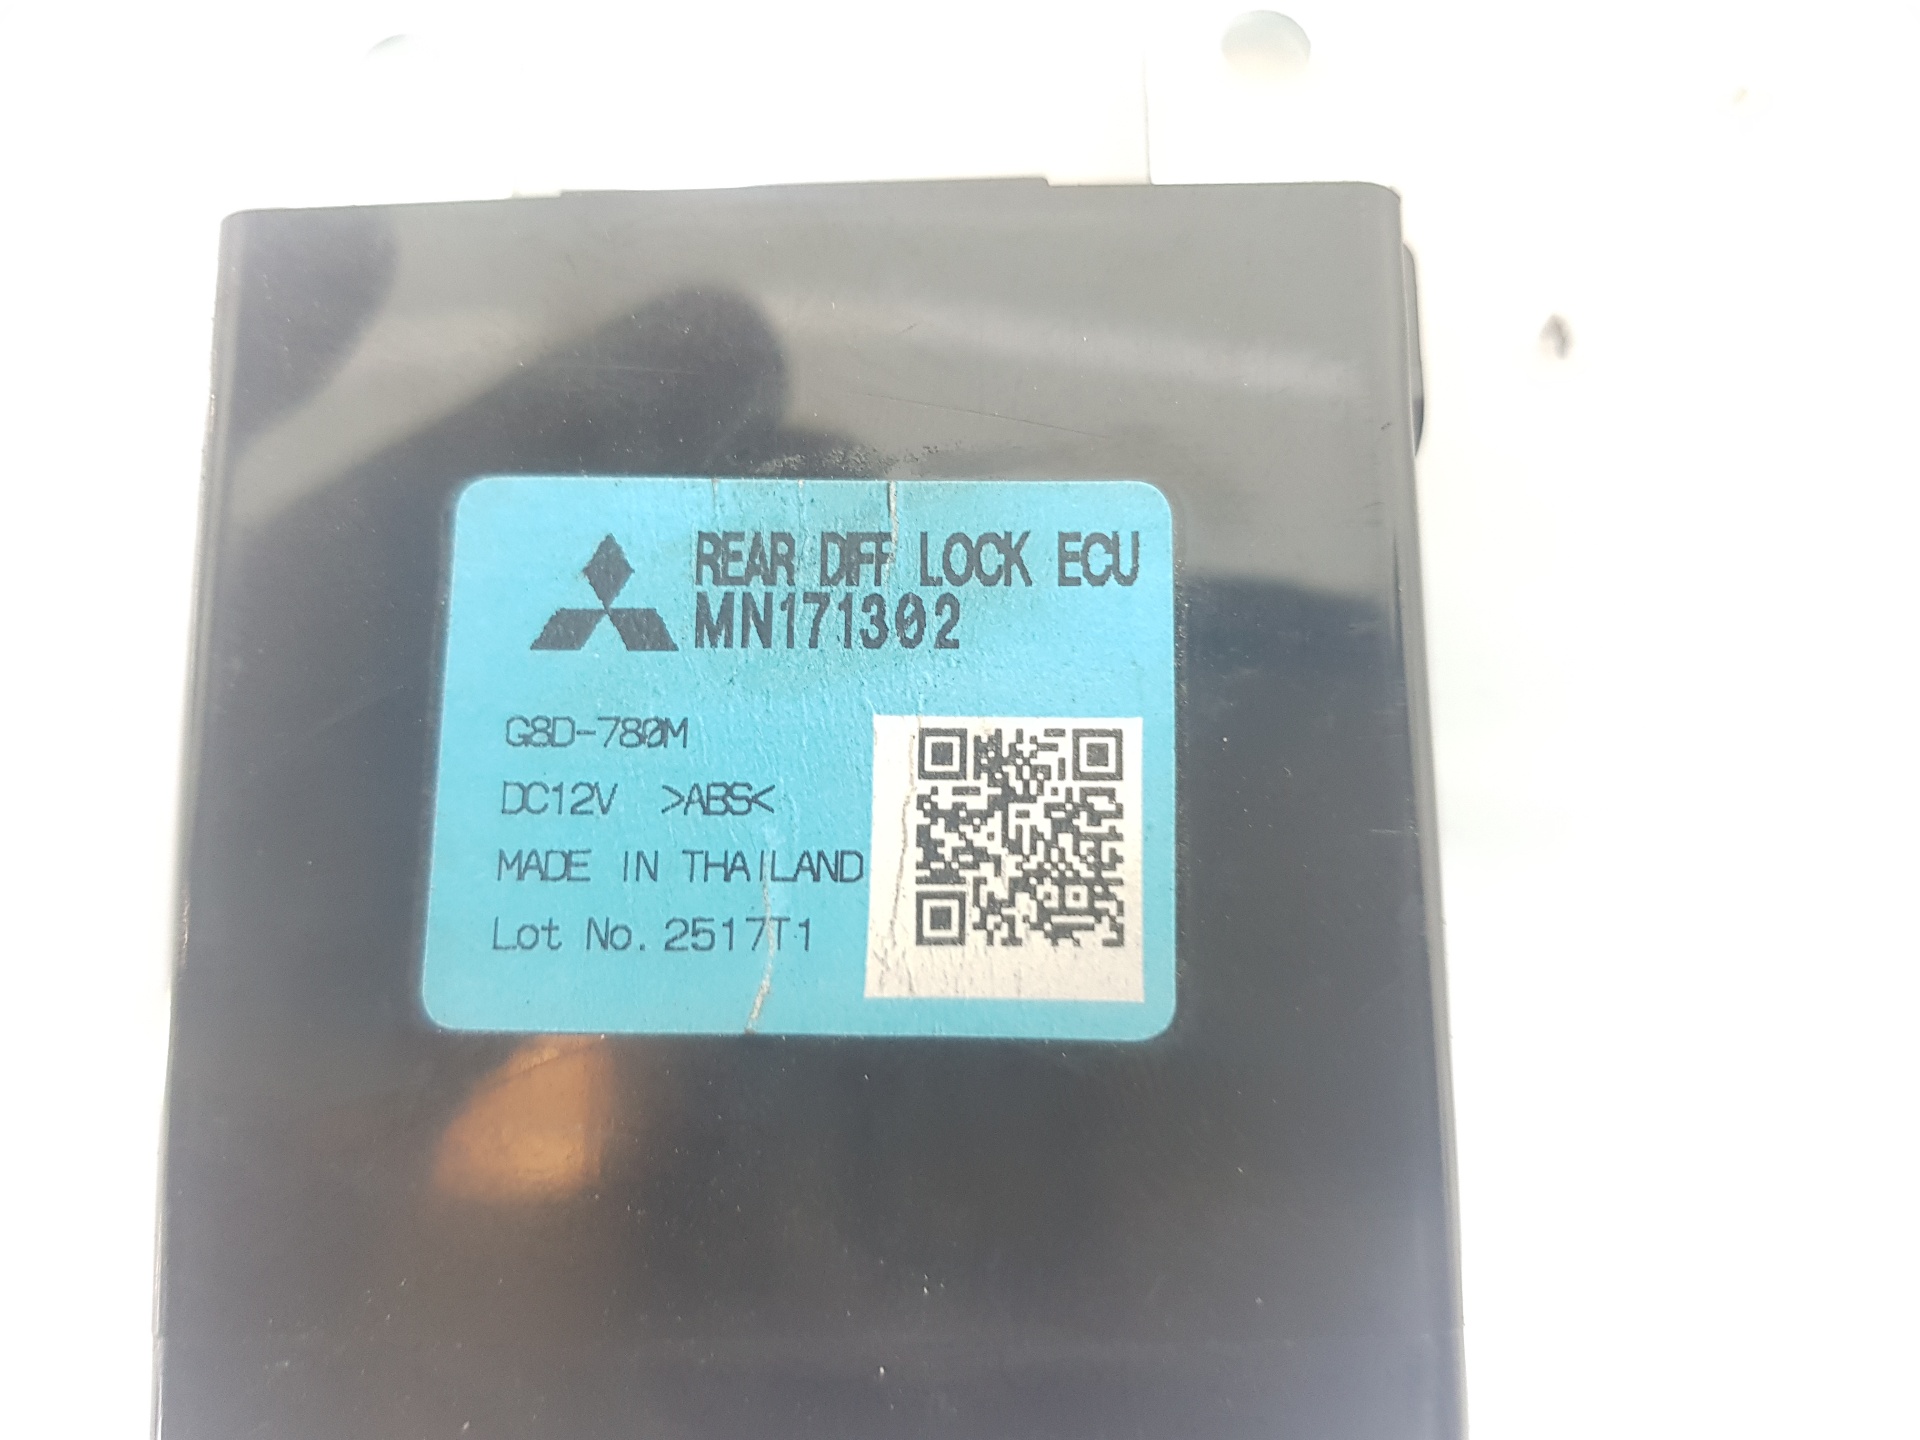 REAR DIFF LOCK ECU
MN171302
G8D-780M
DC12V >ABS<
MADE IN THAILAND
Lot No. 2517T1